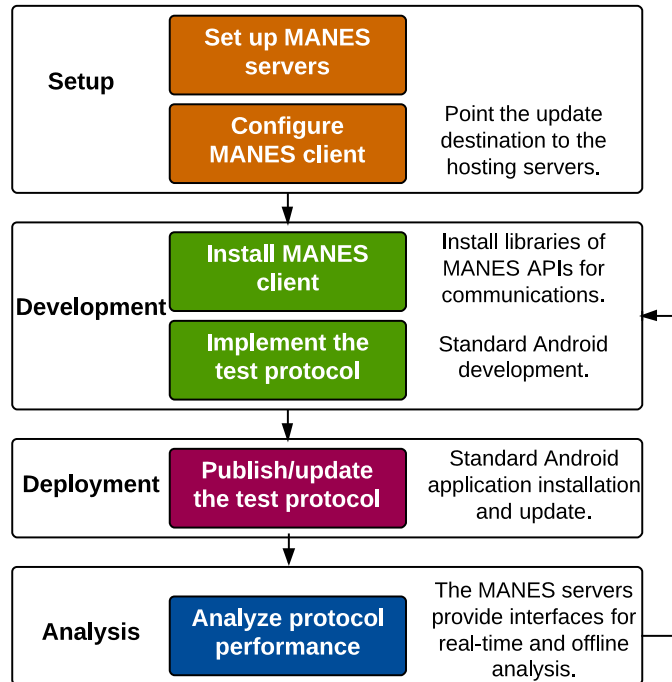 Setup
Set up MANES
servers
Configure
MANES client
Point the update
destination to the
hosting servers.
Development
Install MANES
client
Install libraries of
MANES APIs for
communications.
Implement the
test protocol
Standard Android
development.
Deployment
Publish/update
the test protocol
Standard Android
application installation
and update.
Analysis
Analyze protocol
performance
The MANES servers
provide interfaces for
real-time and offline
analysis.